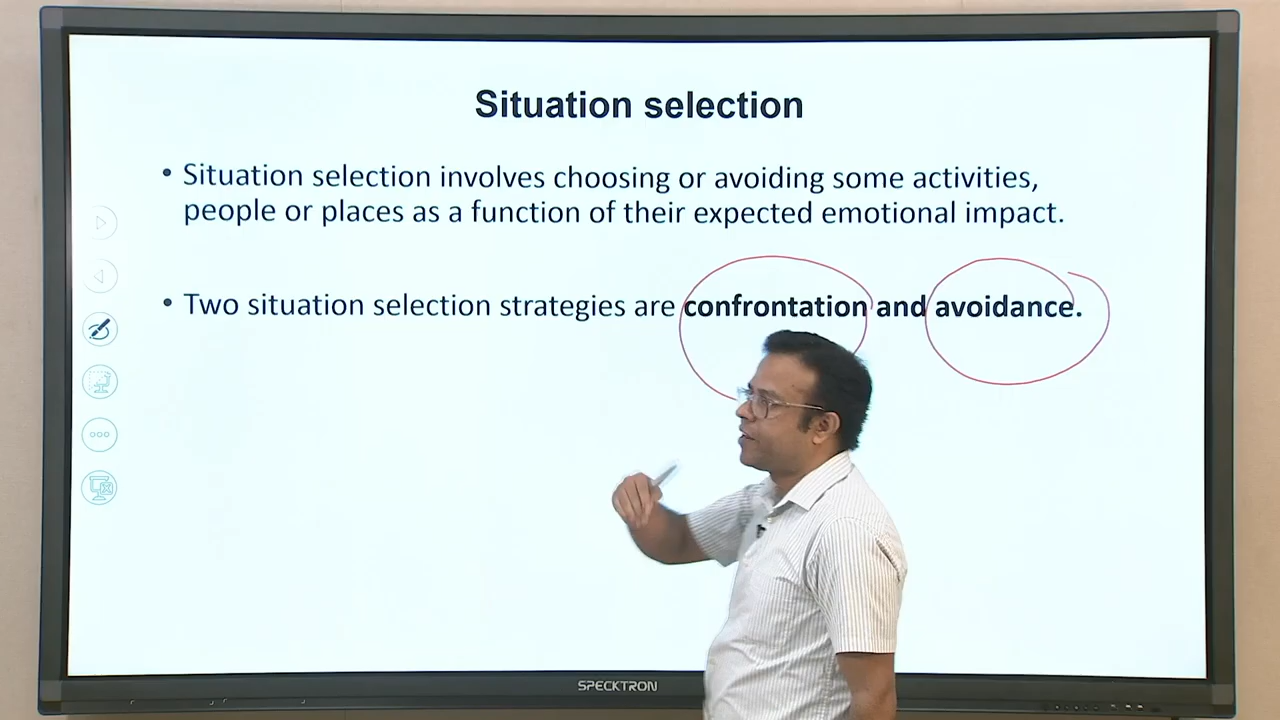 Situation selection
• Situation selection involves choosing or avoiding some activities,
people or places as a function of their expected emotional impact.
• Two situation selection strategies are confrontation and avoidance.
SPECKTRON